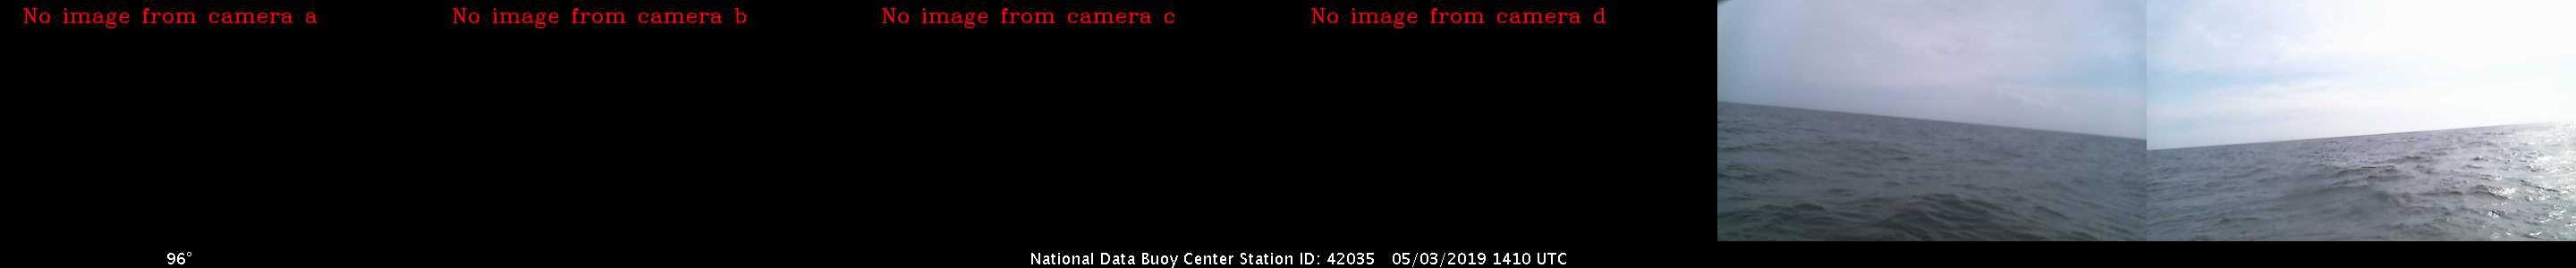 No image from camera a
No image from camera b
No image from camera c
No image from camera d
96°
National Data Buoy Center Station ID: 42035 05/03/2019 1410 UTC